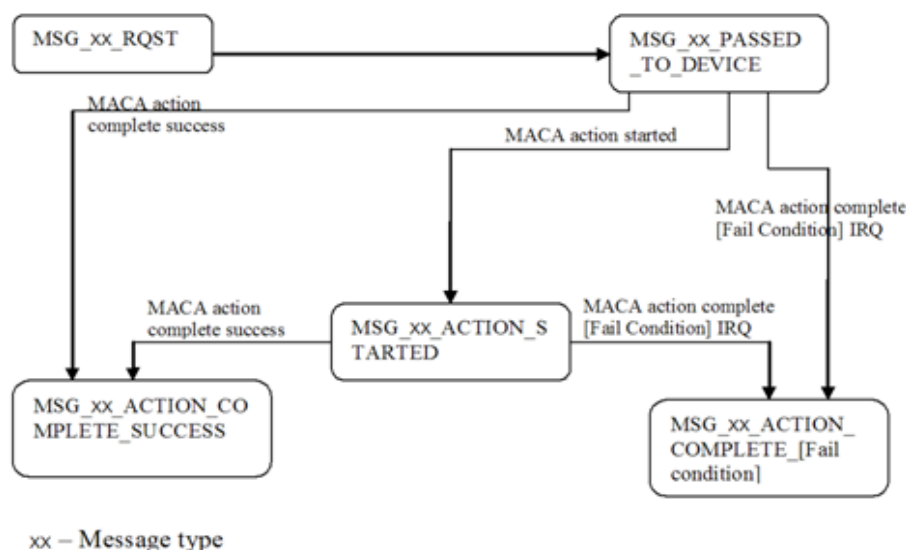 MSG_xx_RQST
MSG_xx_PASSED
_TO_DEVICE
MACA action
complete success
MACA action started
MACA action complete
[Fail Condition] IRQ
MACA action
complete success
MSG_xx_ACTION_S
TARTED
MACA action complete
[Fail Condition] IRQ
MSG_xx_ACTION_CO
MPLETE_SUCCESS
MSG_xx_ACTION_
COMPLETE_[Fail
condition]
xx – Message type